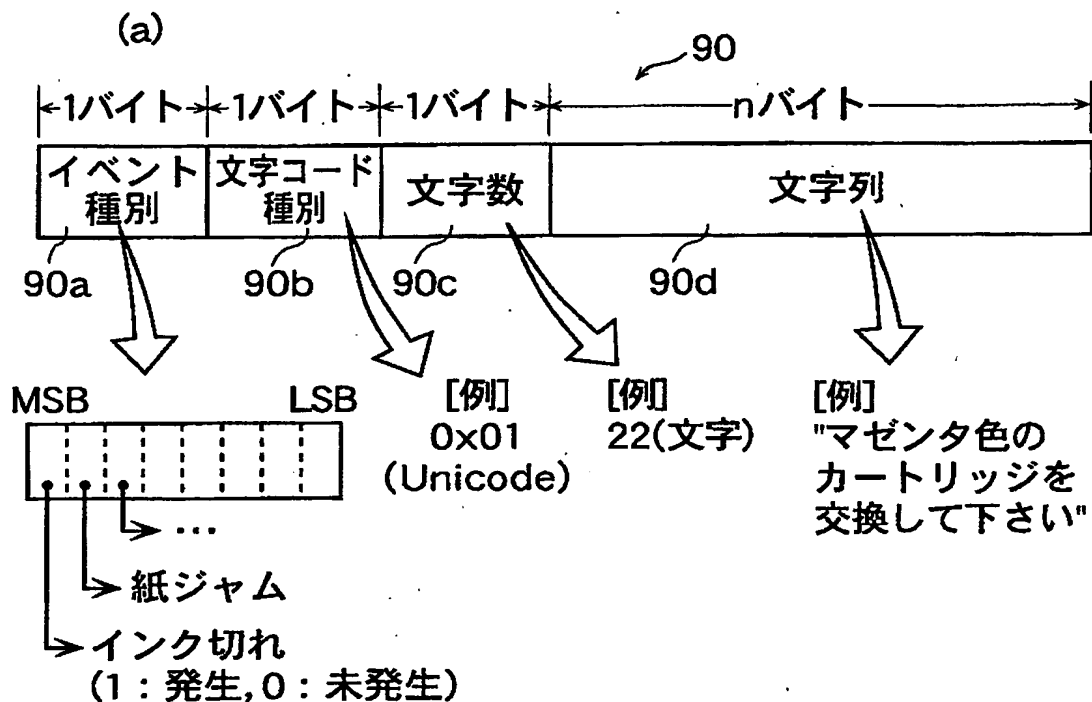 (a)
90
1バイト 1バイト 1バイト nバイト
イベント種別 文字コード種別 文字数 文字列
90a 90b 90c 90d
MSB LSB
[例]
0x01
(Unicode)
[例]
22(文字)
[例]
"マゼンタ色の
カートリッジを
交換して下さい"
…
紙ジャム
インク切れ
(1：発生,0：未発生)